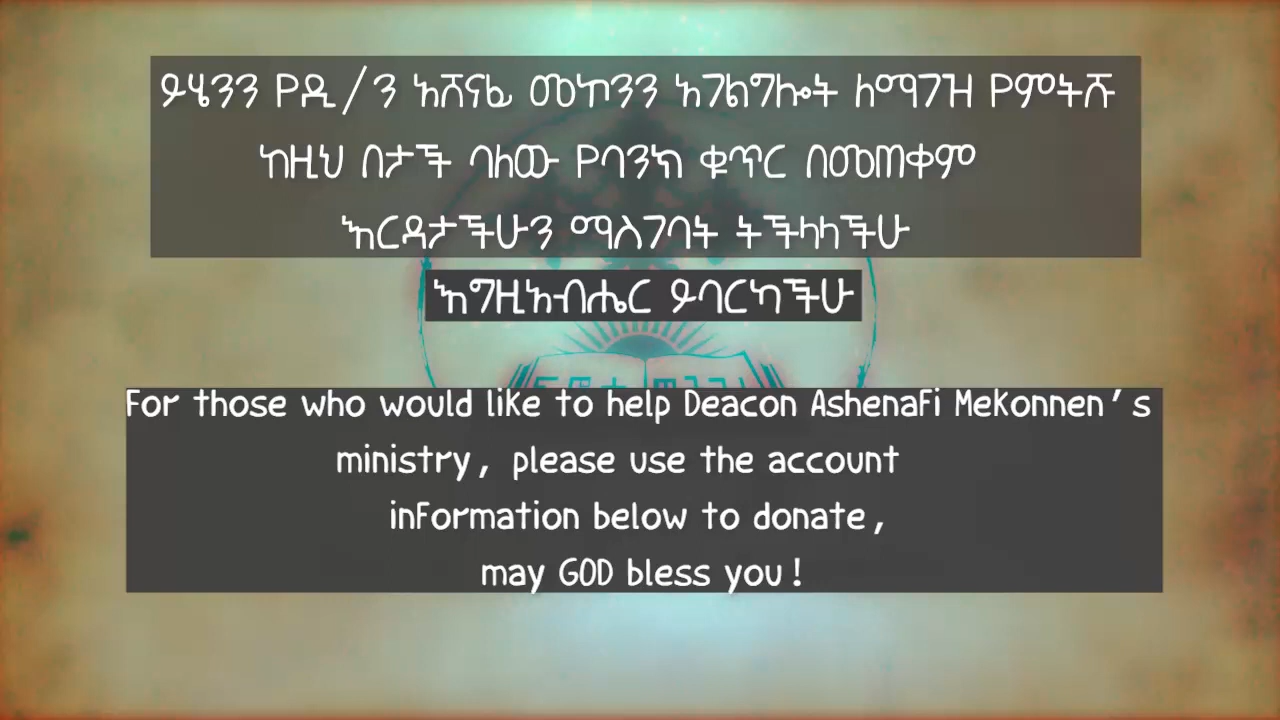 ይሄንን የዲ/ን አሸናፊ መኮንን አገልግሎት ለማገዝ የምትሹ
ከዚህ በታች ባለው የባንክ ቁጥር በመጠቀም
እርዳታችሁን ማስገባት ትችላላችሁ
እግዚአብሔር ይባርካችሁ
For those who would like to help Deacon Ashenafi Mekonnen's
ministry, please use the account
information below to donate,
may GOD bless you!